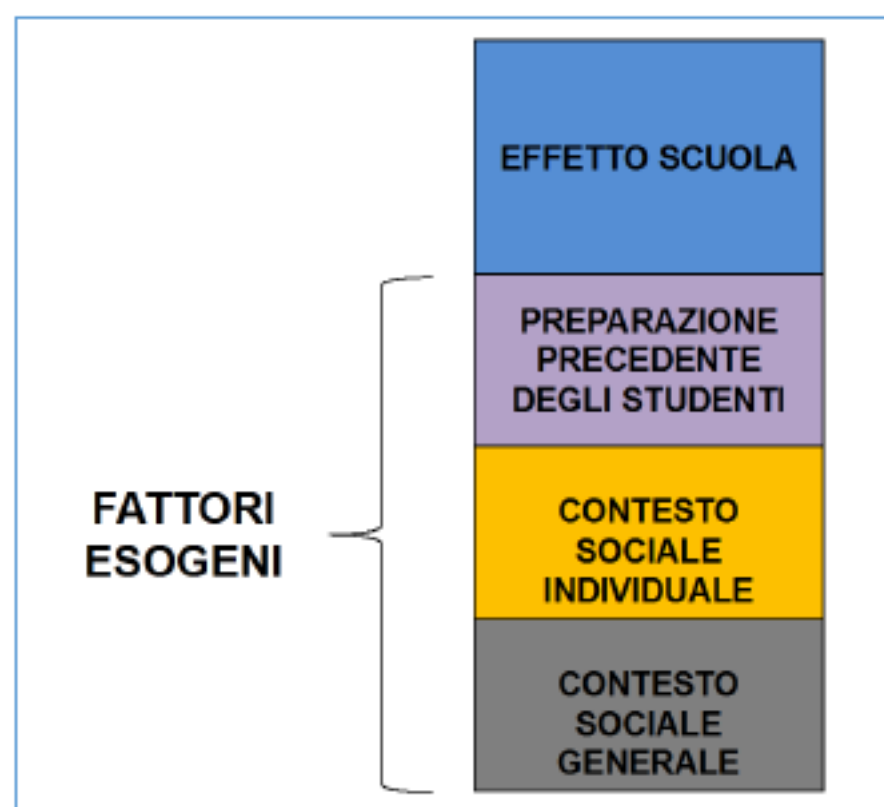 EFFETTO SCUOLA
PREPARAZIONE
PRECEDENTE
DEGLI STUDENTI
FATTORI
ESOGENI
CONTESTO
SOCIALE
INDIVIDUALE
CONTESTO
SOCIALE
GENERALE